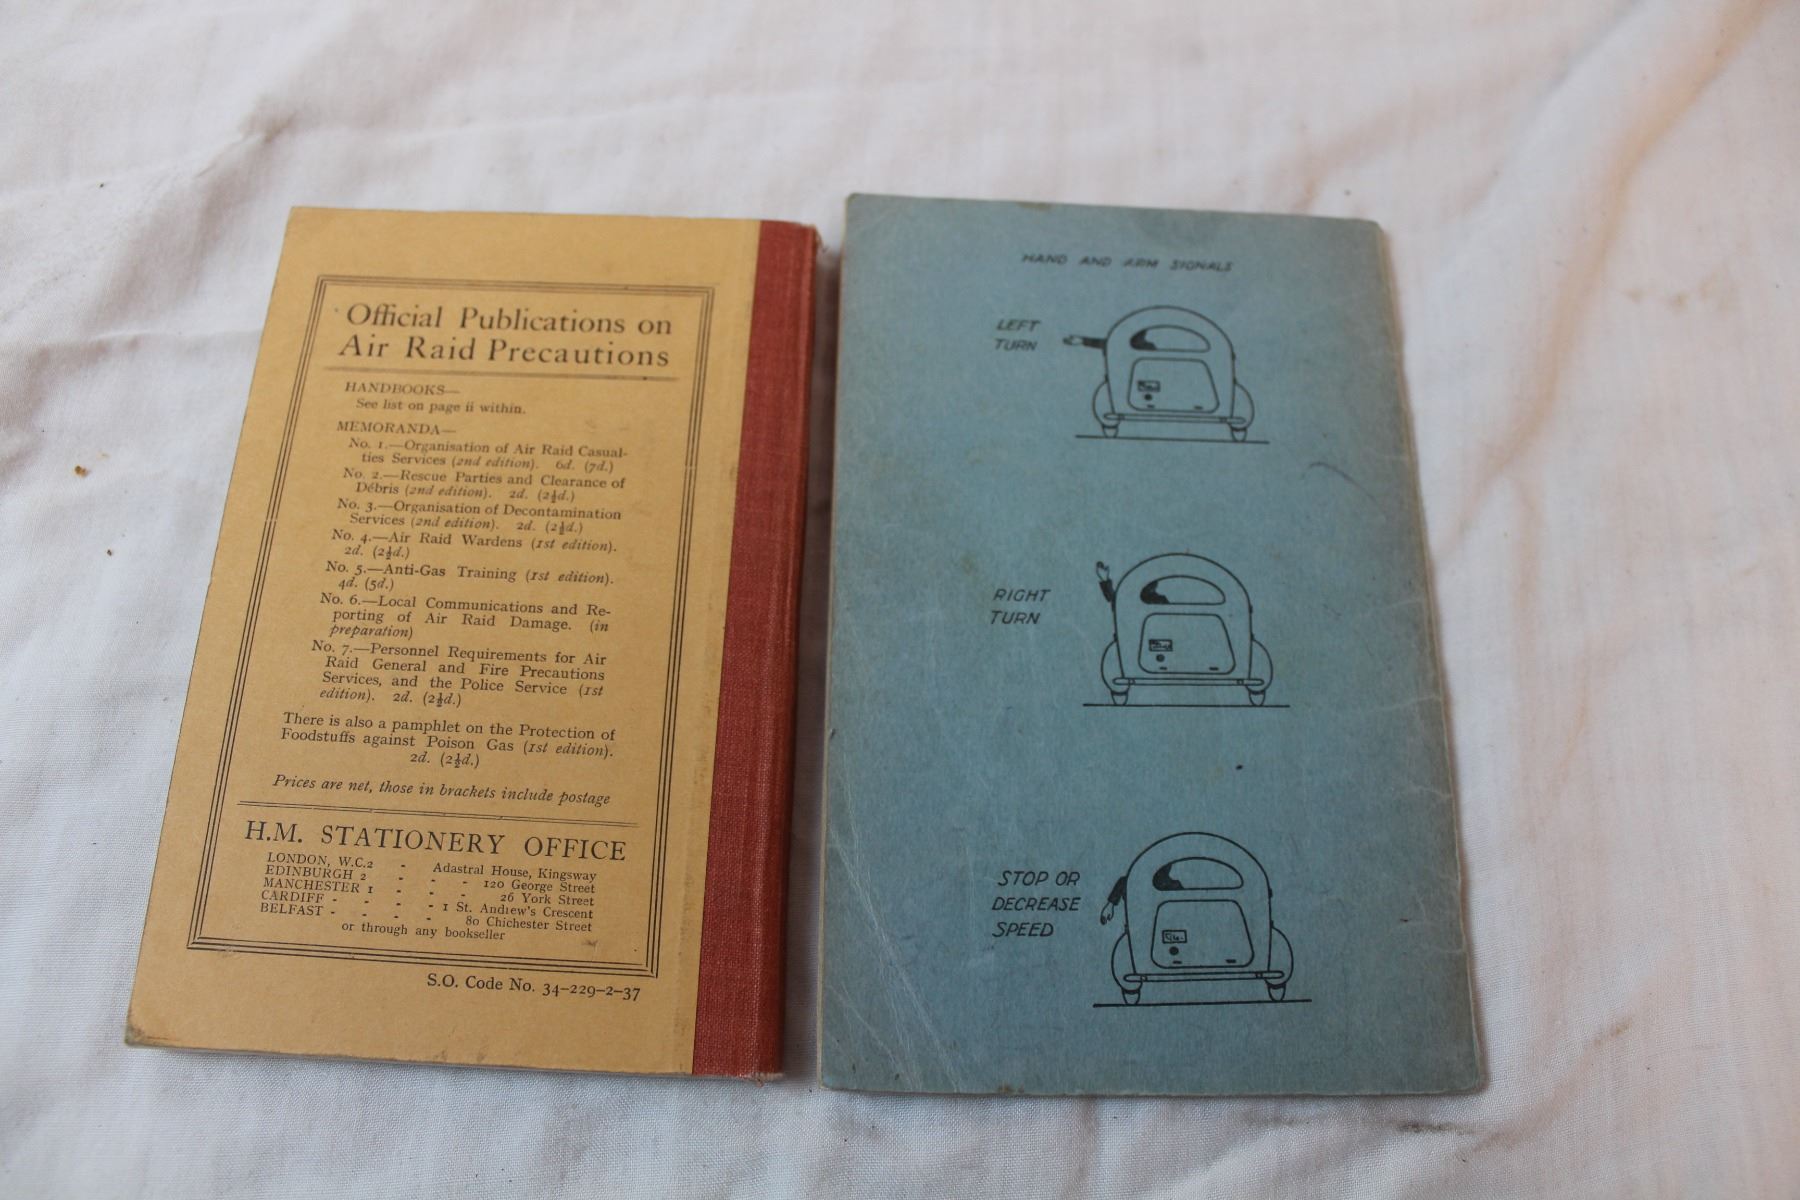 Official Publications on
Air Raid Precautions
HANDBOOKS—
See list on page ii within.
MEMORANDA—
No. 1.—Organisation of Air Raid Casual-
ties Services (2nd edition). 6d. (7d.)
No. 2.—Rescue Parties and Clearance of
Débris (2nd edition). 2d. (2½d.)
No. 3.—Organisation of Decontamination
Services (2nd edition). 2d. (2½d.)
No. 4.—Air Raid Wardens (1st edition).
2d. (2½d.)
No. 5.—Anti-Gas Training (1st edition).
4d. (5d.)
No. 6.—Local Communications and Re-
porting of Air Raid Damage. (in
preparation)
No. 7.—Personnel Requirements for Air
Raid General and Fire Precautions
Services, and the Police Service (1st
edition). 2d. (2½d.)
There is also a pamphlet on the Protection of
Foodstuffs against Poison Gas (1st edition).
2d. (2½d.)
Prices are net, those in brackets include postage
H.M. STATIONERY OFFICE
LONDON, W.C.2 - Adastral House, Kingsway
EDINBURGH 2 - - - 120 George Street
MANCHESTER 1 - - - 26 York Street
CARDIFF - - - - 1 St. Andrew's Crescent
BELFAST - - - - 80 Chichester Street
or through any bookseller
S.O. Code No. 34-229-2-37
HAND AND ARM SIGNALS
LEFT
TURN
RIGHT
TURN
STOP OR
DECREASE
SPEED